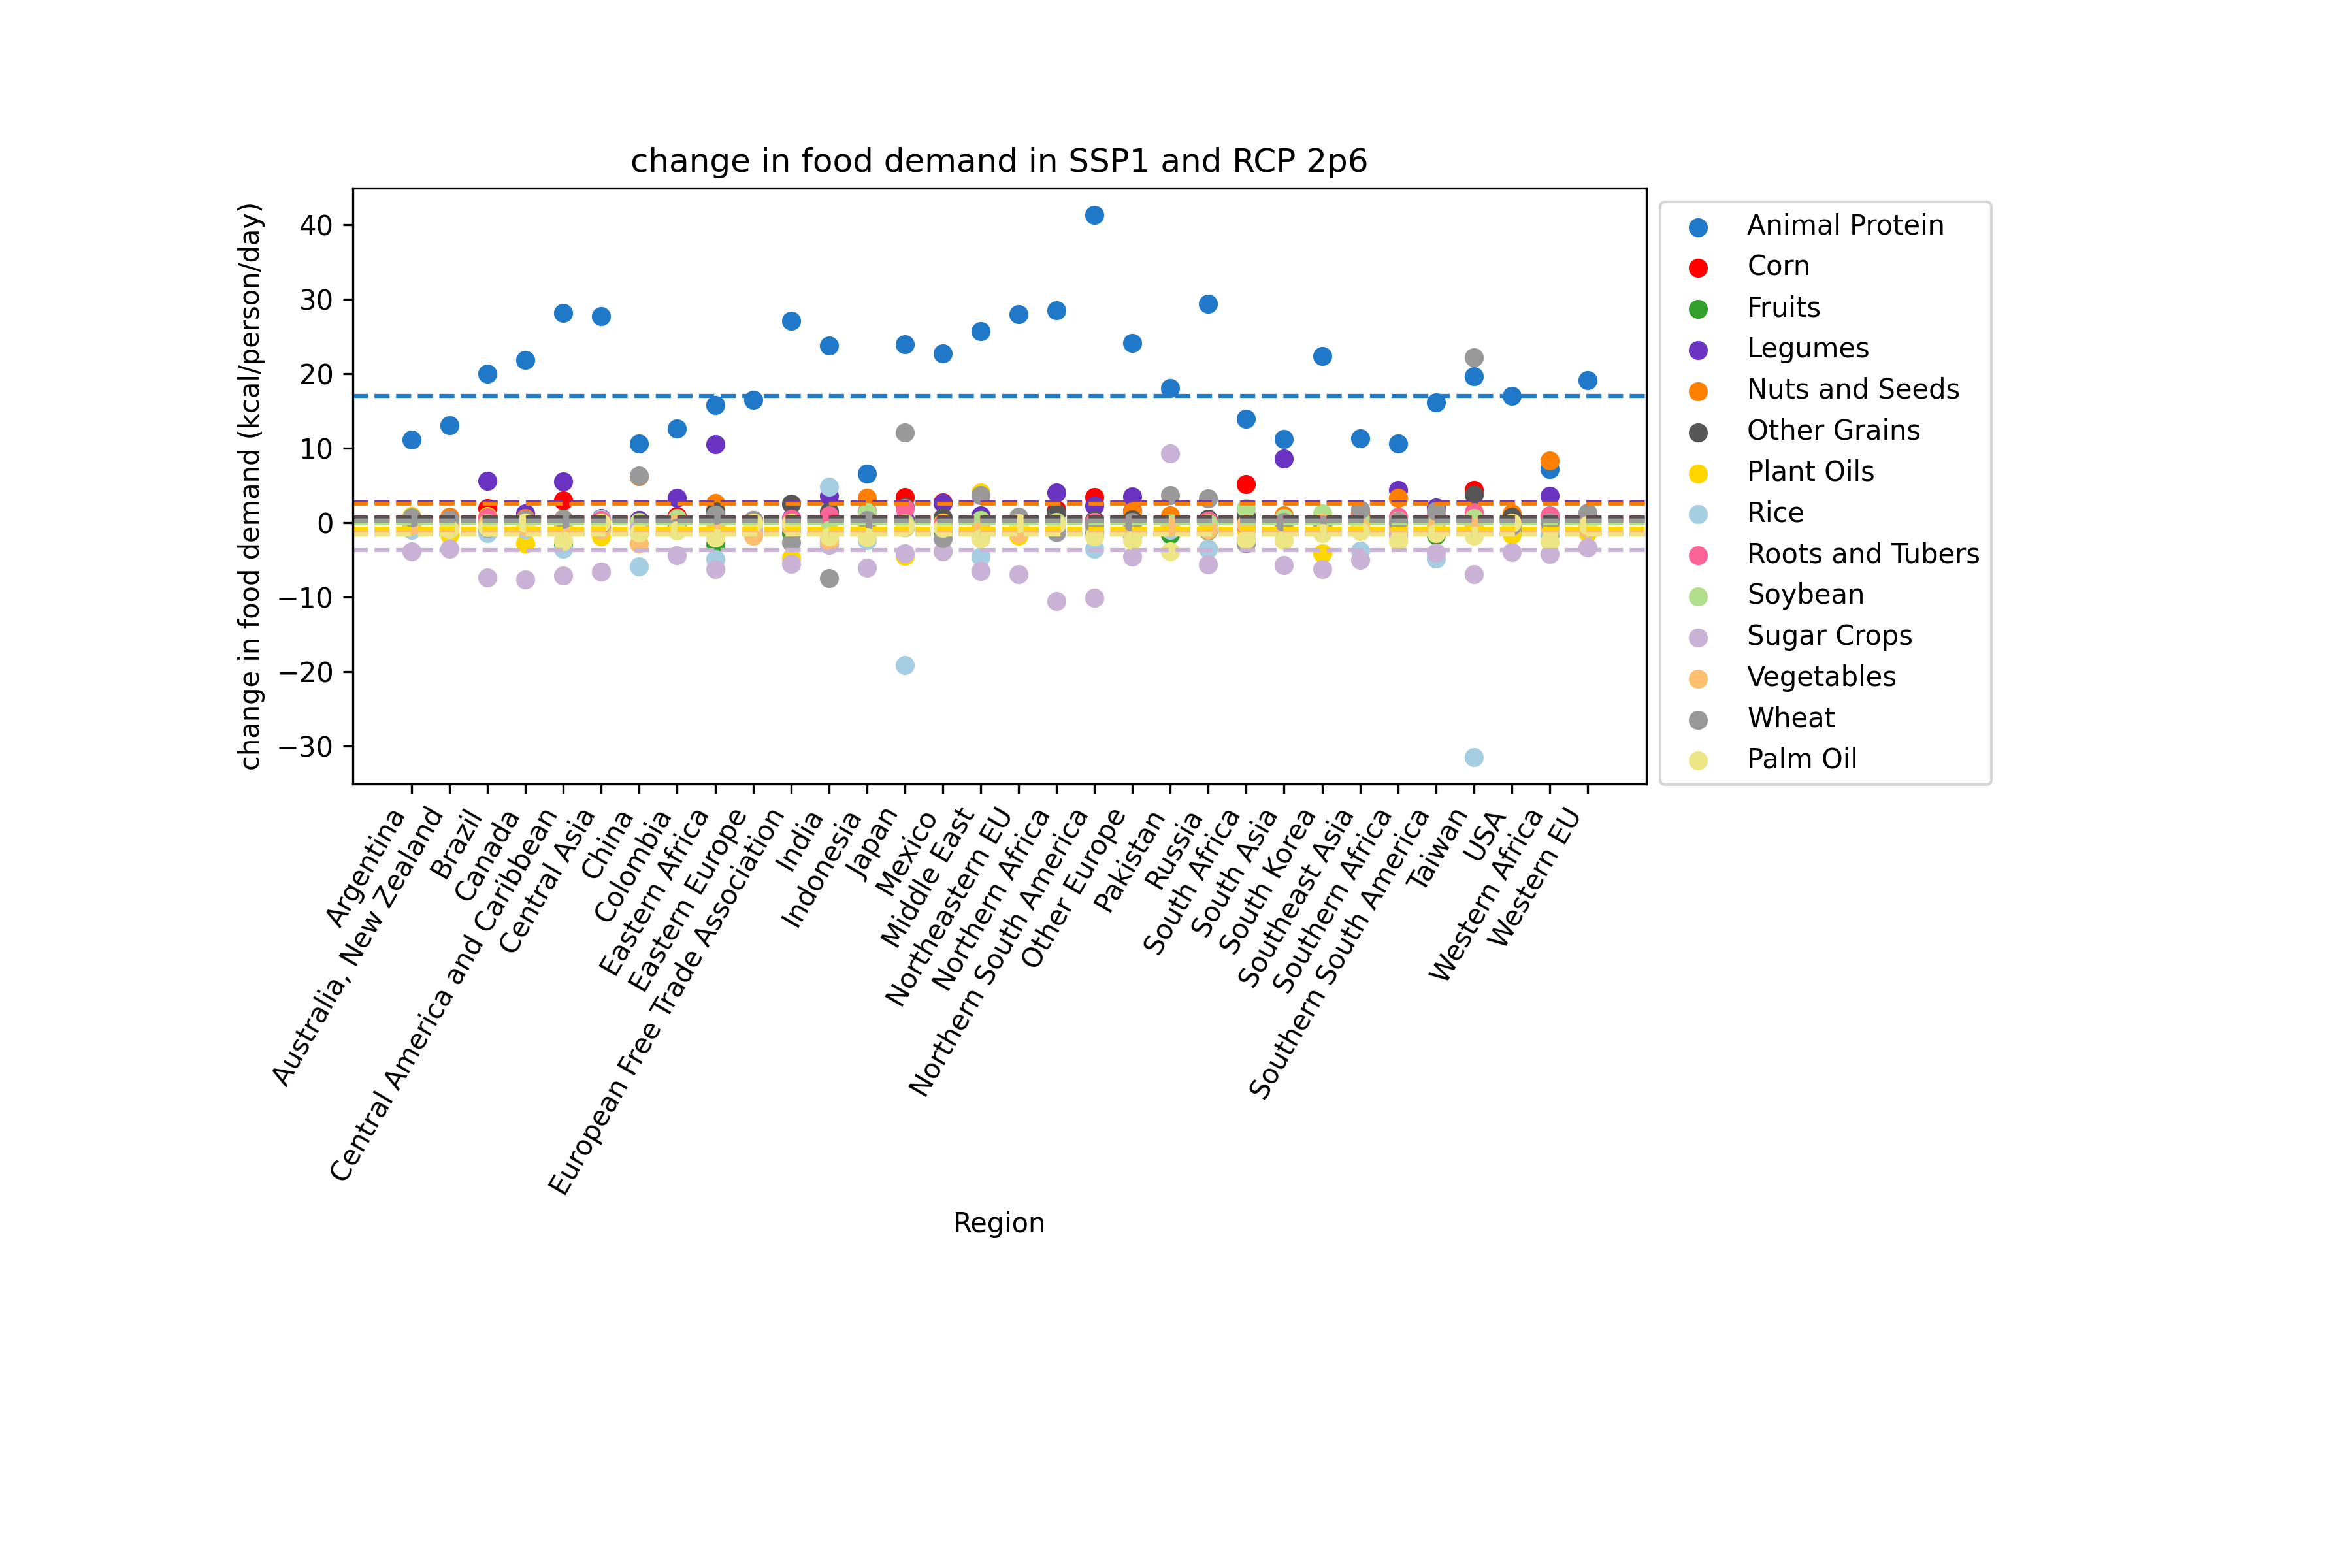 change in food demand in SSP1 and RCP 2p6
change in food demand (kcal/person/day)
40
30
20
10
0
−10
−20
−30
Animal Protein
Corn
Fruits
Legumes
Nuts and Seeds
Other Grains
Plant Oils
Rice
Roots and Tubers
Soybean
Sugar Crops
Vegetables
Wheat
Palm Oil
Argentina
Australia, New Zealand
Brazil
Canada
Central America and Caribbean
Central Asia
China
Colombia
Eastern Africa
Eastern Europe
European Free Trade Association
India
Indonesia
Japan
Mexico
Middle East
Northeastern EU
Northern Africa
Northern South America
Other Europe
Pakistan
Russia
South Africa
South Asia
South Korea
Southeast Asia
Southern Africa
Southern South America
Taiwan
USA
Western Africa
Western EU
Region